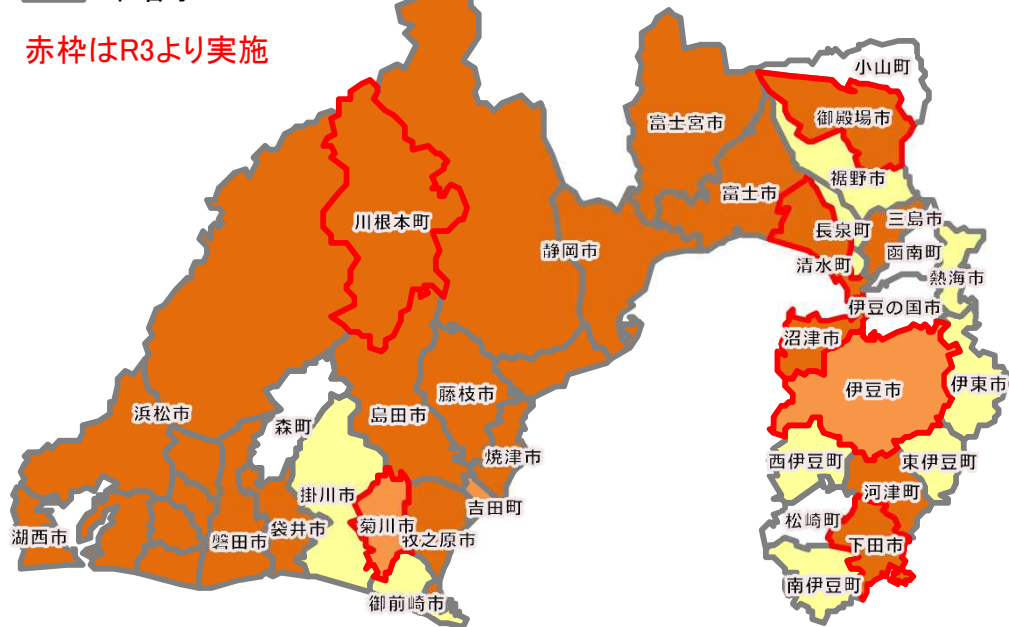 赤枠はR3より実施
小山町
御殿場市
富士宮市
裾野市
富士市
三島市
川根本町
長泉町
函南町
静岡市
清水町
熱海市
伊豆の国市
沼津市
伊豆市
伊東市
藤枝市
浜松市
島田市
森町
焼津市
西伊豆町
東伊豆町
掛川市
河津町
吉田町
菊川市
松崎町
湖西市
磐田市
袋井市
牧之原市
下田市
南伊豆町
御前崎市